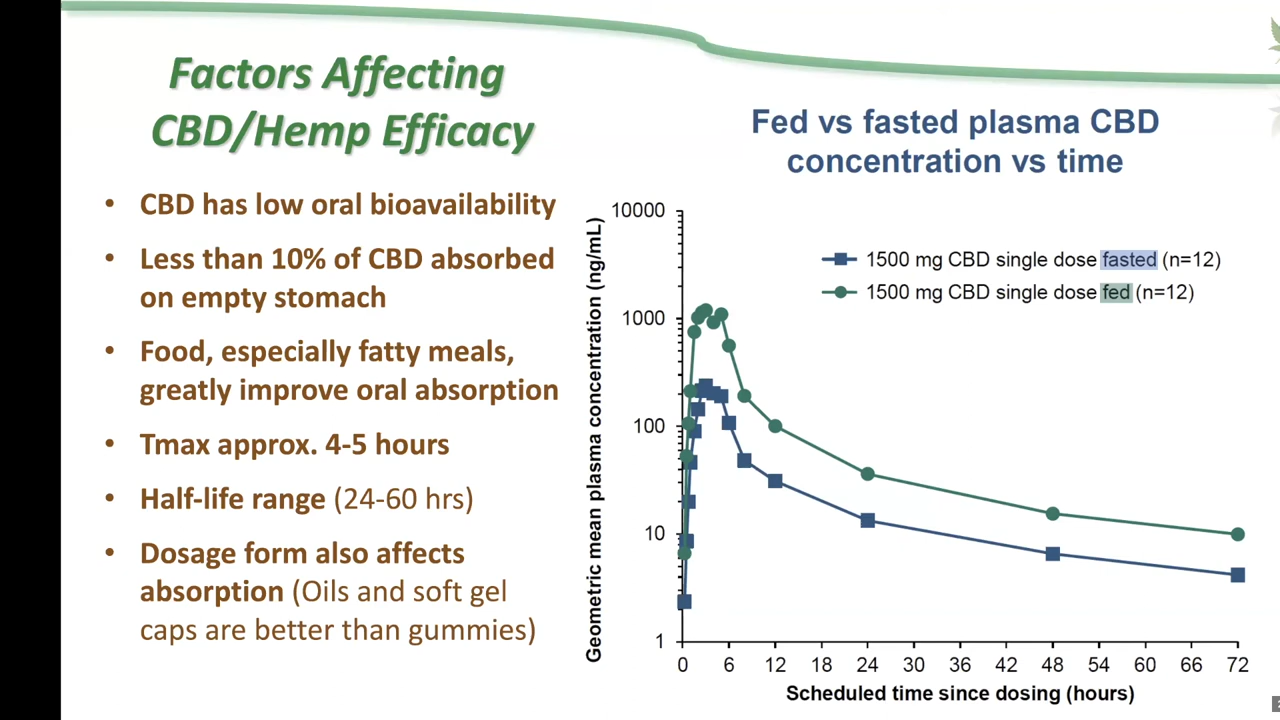 Factors Affecting
CBD/Hemp Efficacy
• CBD has low oral bioavailability
• Less than 10% of CBD absorbed
on empty stomach
• Food, especially fatty meals,
greatly improve oral absorption
• Tmax approx. 4-5 hours
• Half-life range (24-60 hrs)
• Dosage form also affects
absorption (Oils and soft gel
caps are better than gummies)
Fed vs fasted plasma CBD
concentration vs time
Geometric mean plasma concentration (ng/mL)
10000
1000
100
10
1
1500 mg CBD single dose fasted (n=12)
1500 mg CBD single dose fed (n=12)
0 6 12 18 24 30 36 42 48 54 60 66 72
Scheduled time since dosing (hours)